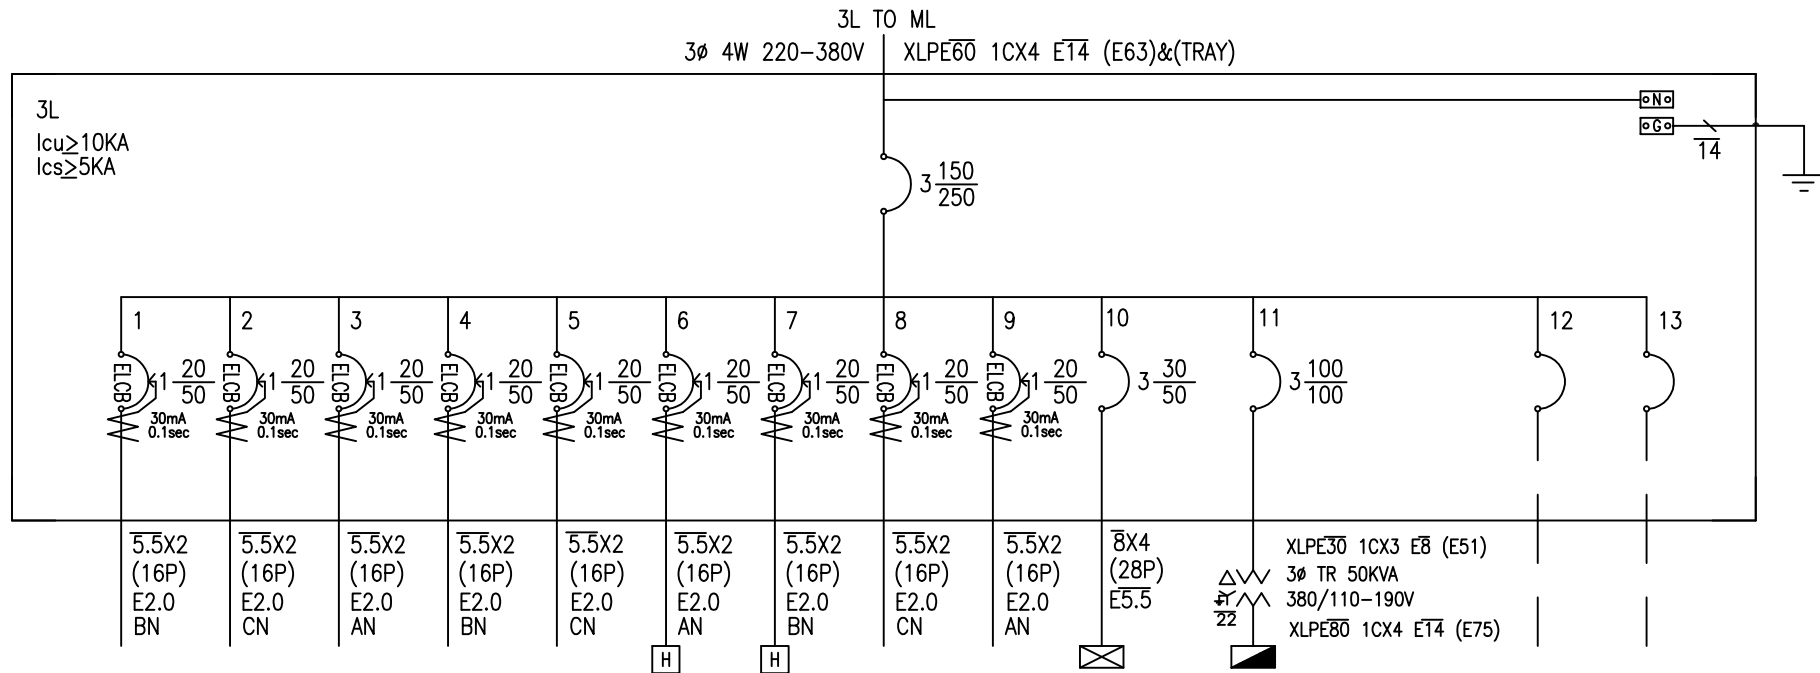 3L TO ML
3ø 4W 220-380V XLPE60 1CX4 E14 (E63)&(TRAY)
3L
Icu≥10KA
Ics≥5KA
N
G
14
3 150/250
1 2 3 4 5 6 7 8 9 10 11 12 13
ELCB 1 20/50 30mA 0.1sec
ELCB 1 20/50 30mA 0.1sec
ELCB 1 20/50 30mA 0.1sec
ELCB 1 20/50 30mA 0.1sec
ELCB 1 20/50 30mA 0.1sec
ELCB 1 20/50 30mA 0.1sec
ELCB 1 20/50 30mA 0.1sec
ELCB 1 20/50 30mA 0.1sec
ELCB 1 20/50 30mA 0.1sec
3 30/50
3 100/100
5.5X2
(16P)
E2.0
BN
5.5X2
(16P)
E2.0
CN
5.5X2
(16P)
E2.0
AN
5.5X2
(16P)
E2.0
BN
5.5X2
(16P)
E2.0
CN
5.5X2
(16P)
E2.0
AN
H
5.5X2
(16P)
E2.0
BN
H
5.5X2
(16P)
E2.0
CN
5.5X2
(16P)
E2.0
AN
8X4
(28P)
E5.5
XLPE30 1CX3 E8 (E51)
3ø TR 50KVA
380/110-190V
22
XLPE80 1CX4 E14 (E75)